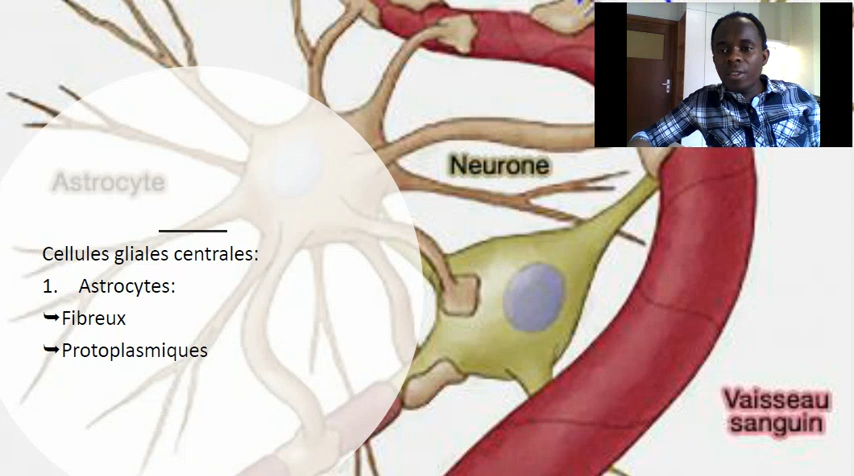 Astrocyte
Neurone
Cellules gliales centrales:
1. Astrocytes:
➥Fibreux
➥Protoplasmiques
Vaisseau
sanguin